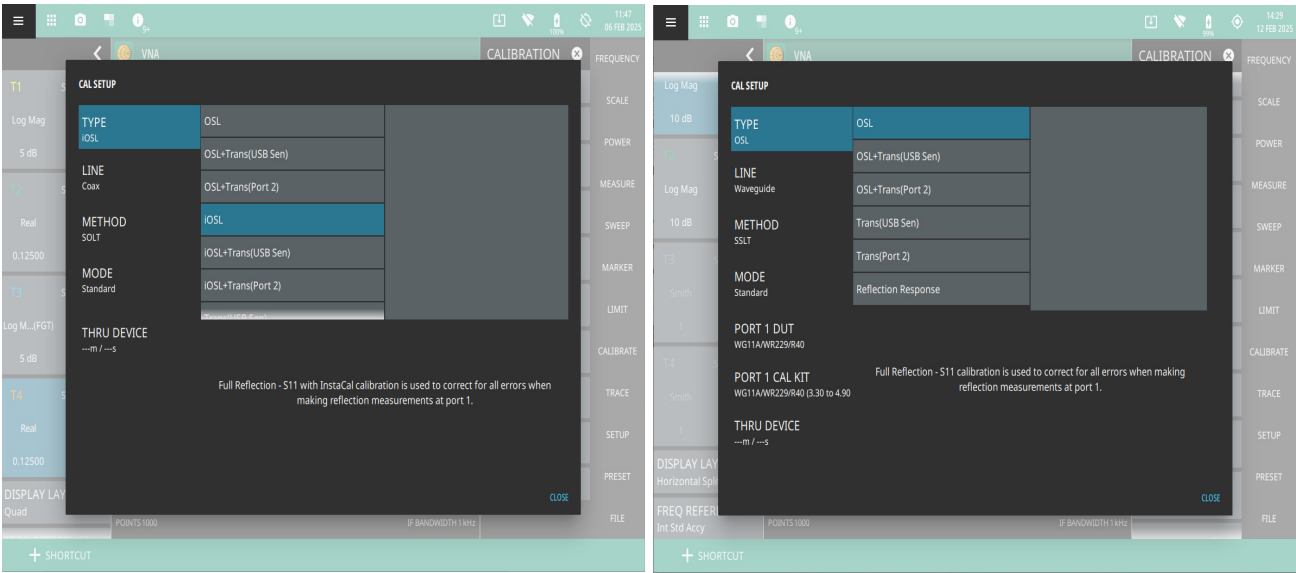 11:47
06 FEB 2025
9+
100%
VNA
CALIBRATION
FREQUENCY
SCALE
POWER
MEASURE
SWEEP
MARKER
LIMIT
CALIBRATE
TRACE
SETUP
PRESET
FILE
T1 S
Log Mag
5 dB
T2 S
Real
0.12500
T3 S
Log M...(FGT)
5 dB
T4 S
Real
0.12500
DISPLAY LAY
Quad
CAL SETUP
TYPE
iOSL
LINE
Coax
METHOD
SOLT
MODE
Standard
THRU DEVICE
---m / ---s
OSL
OSL+Trans(USB Sen)
OSL+Trans(Port 2)
iOSL
iOSL+Trans(USB Sen)
iOSL+Trans(Port 2)
Trans(USB Sen)
Full Reflection - S11 with InstaCal calibration is used to correct for all errors when
making reflection measurements at port 1.
CLOSE
POINTS 1000
IF BANDWIDTH 1 kHz
+ SHORTCUT
14:29
12 FEB 2025
9+
99%
VNA
CALIBRATION
FREQUENCY
SCALE
POWER
MEASURE
SWEEP
MARKER
LIMIT
CALIBRATE
TRACE
SETUP
PRESET
FILE
Log Mag
10 dB
T2 S
Log Mag
10 dB
T3 S
Smith
1
T4 S
Smith
1
DISPLAY LAY
Horizontal Spli
FREQ REFER
Int Std Accy
CAL SETUP
TYPE
OSL
LINE
Waveguide
METHOD
SSLT
MODE
Standard
PORT 1 DUT
WG11A/WR229/R40
PORT 1 CAL KIT
WG11A/WR229/R40 (3.30 to 4.90
THRU DEVICE
---m / ---s
OSL
OSL+Trans(USB Sen)
OSL+Trans(Port 2)
Trans(USB Sen)
Trans(Port 2)
Reflection Response
Full Reflection - S11 calibration is used to correct for all errors when making
reflection measurements at port 1.
CLOSE
POINTS 1000
IF BANDWIDTH 1 kHz
+ SHORTCUT